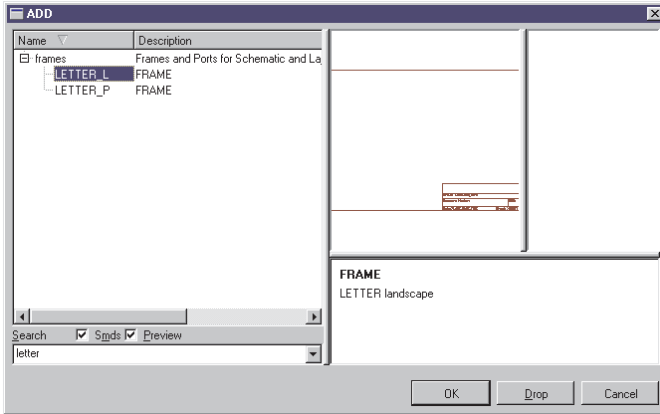 ADD
Name Description
frames Frames and Ports for Schematic and La
LETTER_L FRAME
LETTER_P FRAME
FRAME
LETTER landscape
Search Smds Preview
letter
OK Drop Cancel